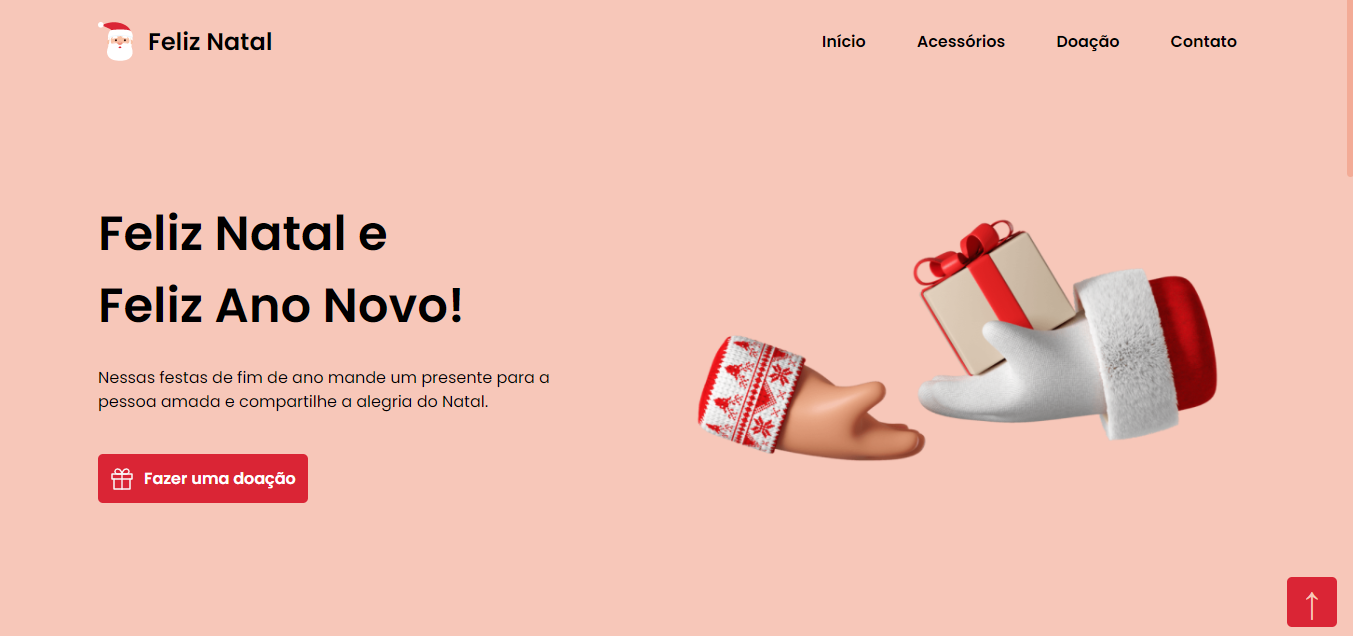 Feliz Natal
Início
Acessórios
Doação
Contato
Feliz Natal e
Feliz Ano Novo!
Nessas festas de fim de ano mande um presente para a
pessoa amada e compartilhe a alegria do Natal.
Fazer uma doação